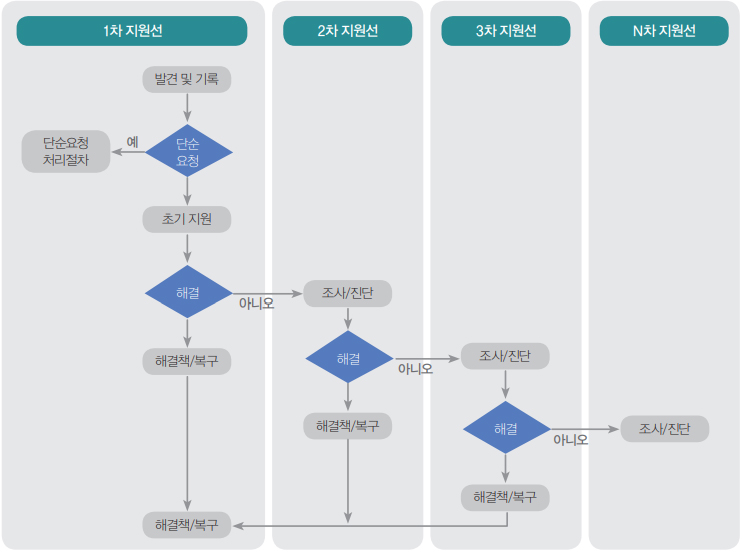 1차 지원선
2차 지원선
3차 지원선
N차 지원선
발견 및 기록
단순
요청
예
단순요청
처리절차
초기 지원
해결
아니오
조사/진단
해결책/복구
해결
아니오
조사/진단
해결책/복구
해결
아니오
조사/진단
해결책/복구
해결책/복구